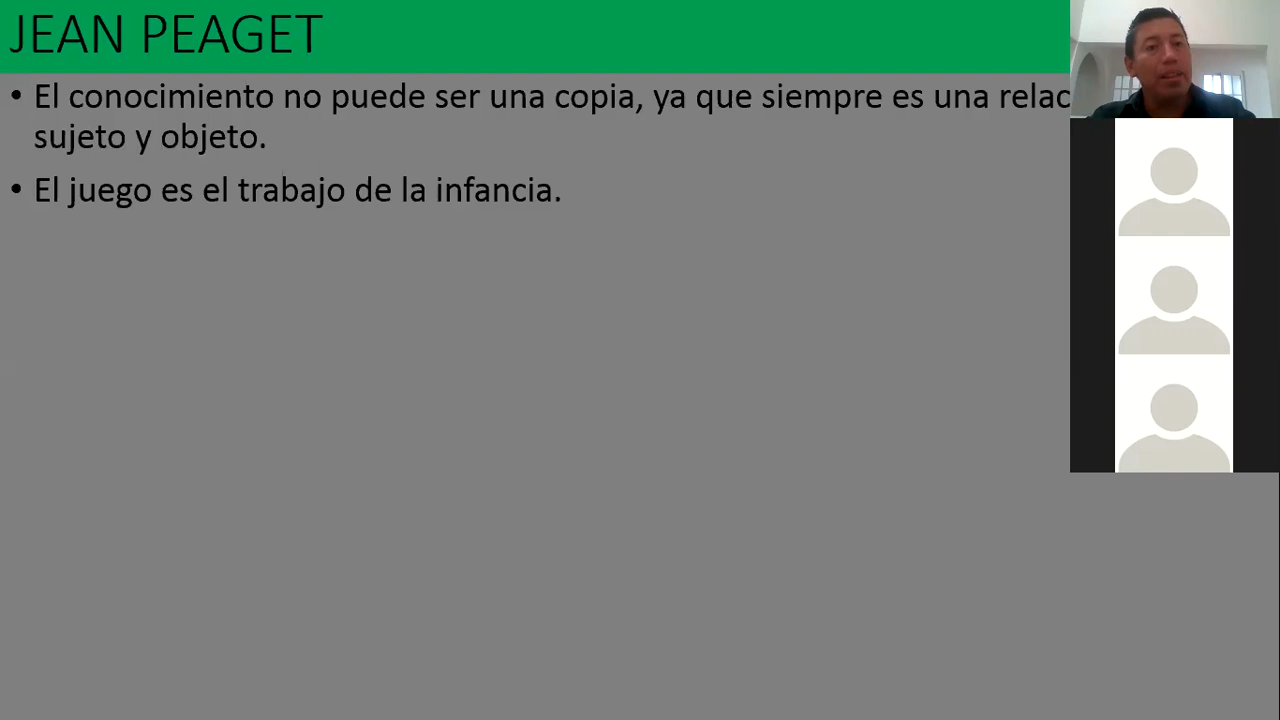 JEAN PEAGET
• El conocimiento no puede ser una copia, ya que siempre es una relac
sujeto y objeto.
• El juego es el trabajo de la infancia.